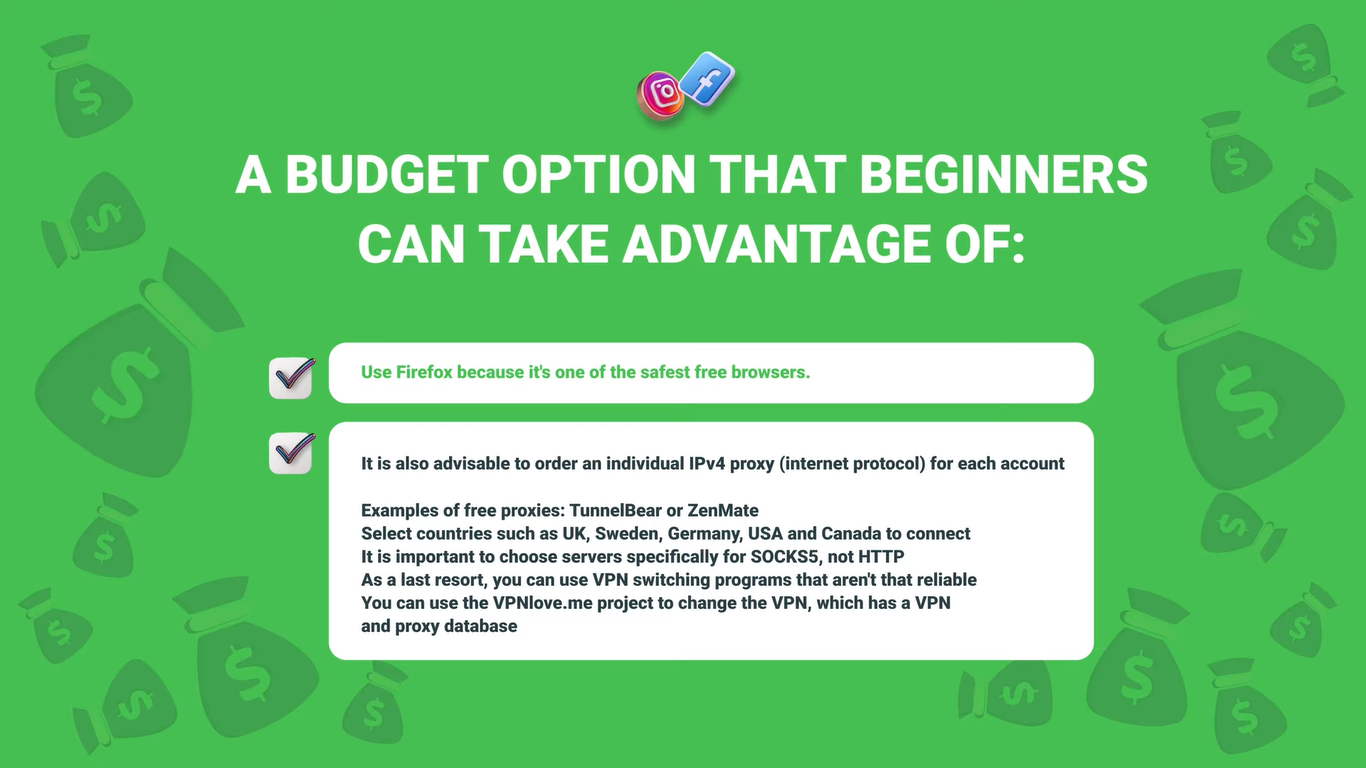 A BUDGET OPTION THAT BEGINNERS
CAN TAKE ADVANTAGE OF:
Use Firefox because it's one of the safest free browsers.
It is also advisable to order an individual IPv4 proxy (internet protocol) for each account
Examples of free proxies: TunnelBear or ZenMate
Select countries such as UK, Sweden, Germany, USA and Canada to connect
It is important to choose servers specifically for SOCKS5, not HTTP
As a last resort, you can use VPN switching programs that aren't that reliable
You can use the VPNlove.me project to change the VPN, which has a VPN
and proxy database